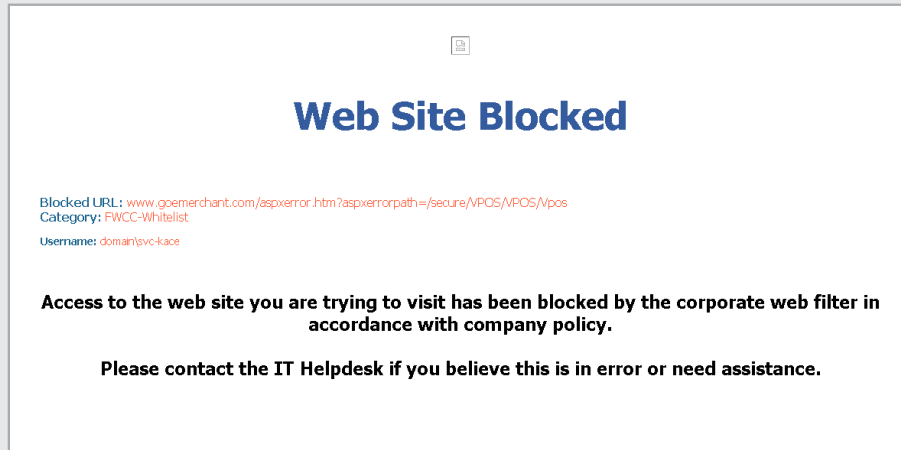 Web Site Blocked
Blocked URL: www.goemerchant.com/aspxerror.htm?aspxerrorpath=/secure/VPOS/VPOS/Vpos
Category: FWCC-Whitelist
Username: domain\svc-kace
Access to the web site you are trying to visit has been blocked by the corporate web filter in
accordance with company policy.
Please contact the IT Helpdesk if you believe this is in error or need assistance.